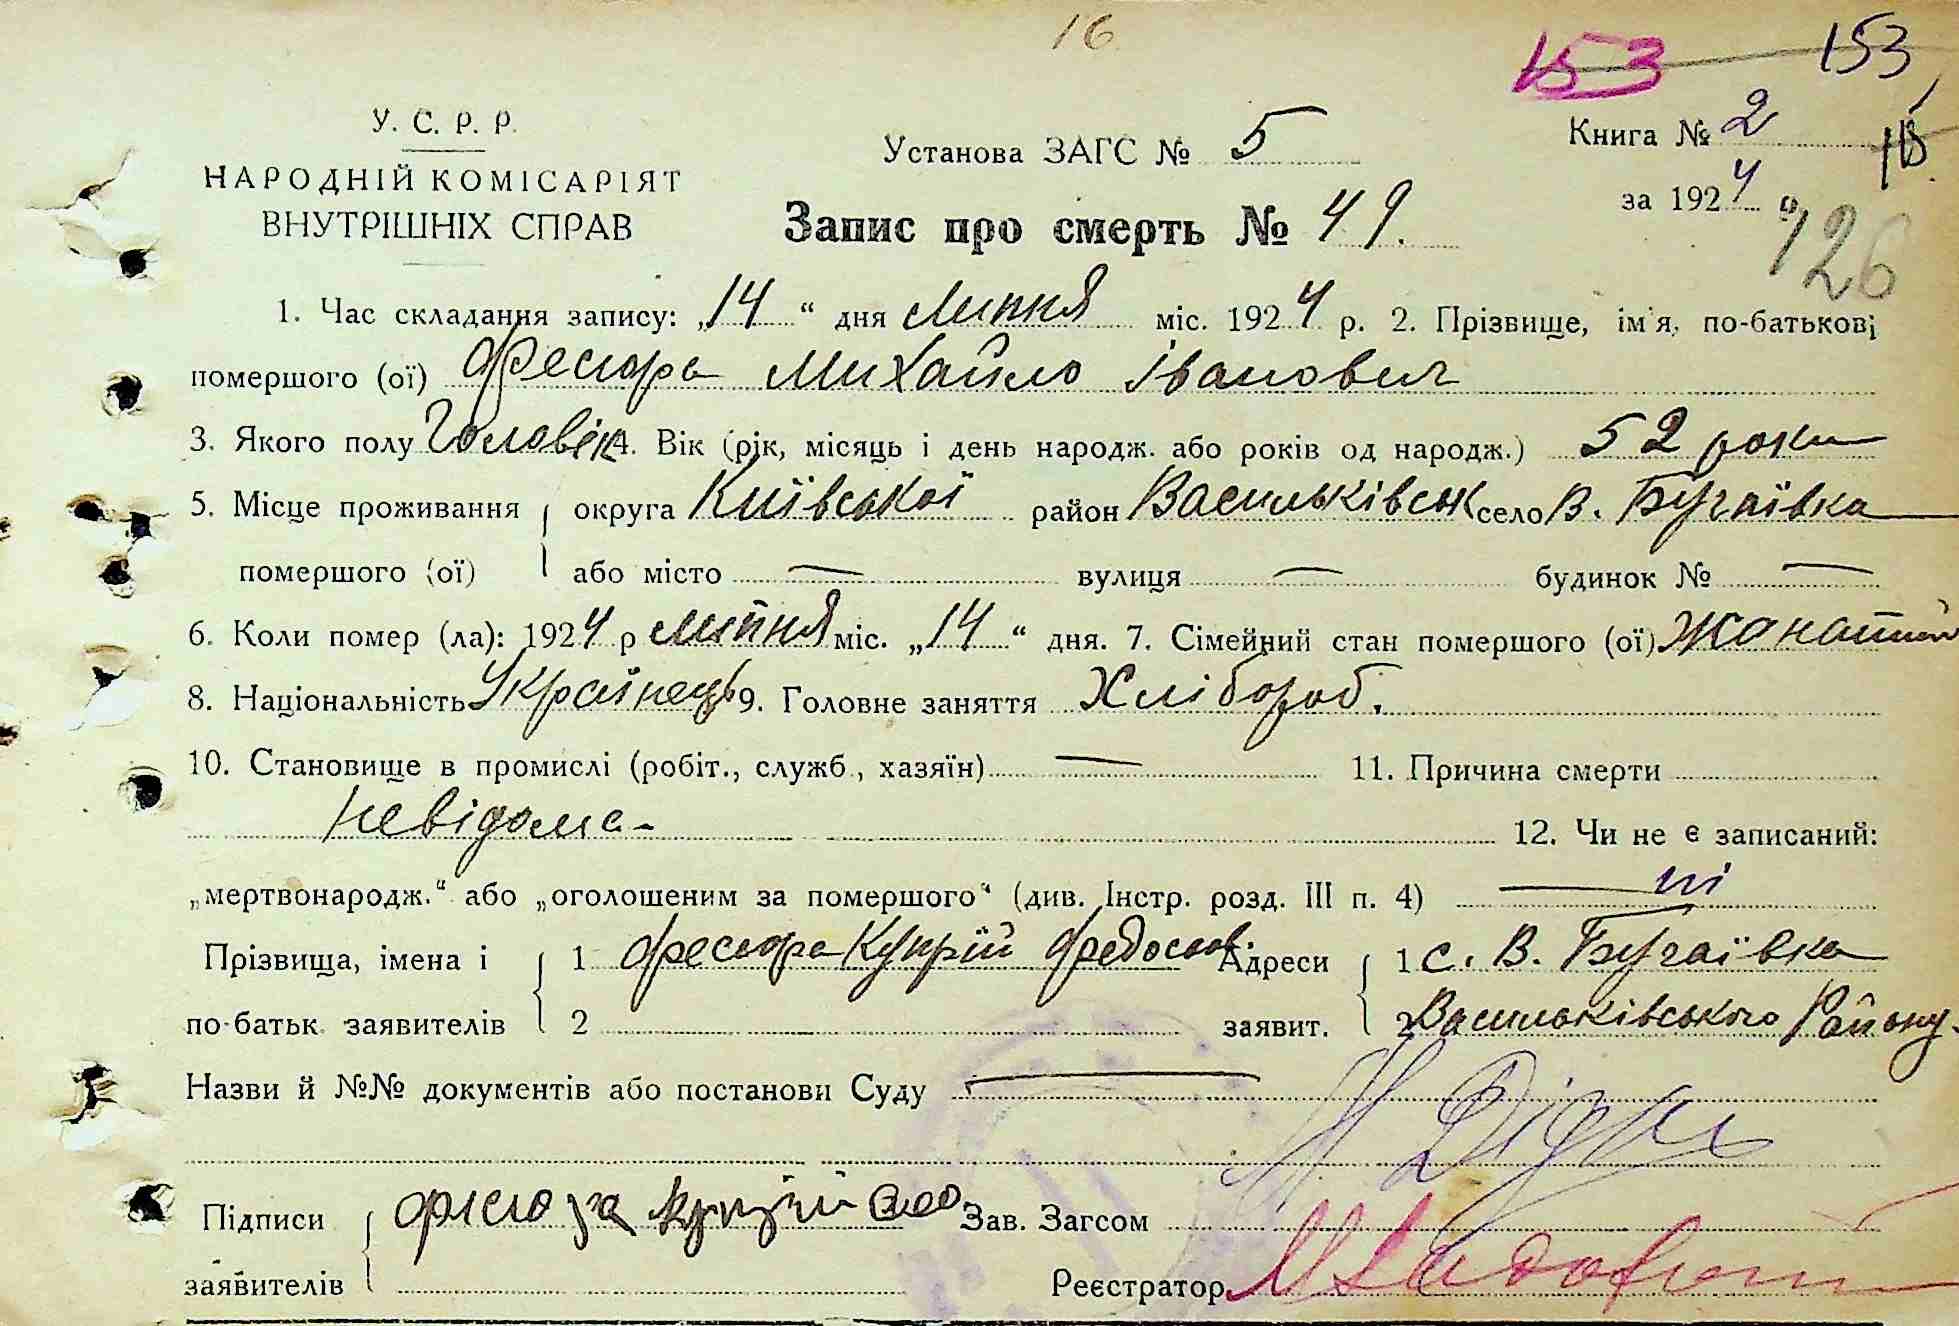 16
153 153
У. С. Р. Р.
НАРОДНІЙ КОМІСАРІЯТ
ВНУТРІШНІХ СПРАВ
Установа ЗАГС № 5
Книга № 2
за 1924 р.
126
Запис про смерть № 49.
1. Час складання запису: „14“ дня Липня міс. 1924 р. 2. Прізвище, ім'я, по-батькові
помершого (ої) Фесюра Михайло Іванович
3. Якого полу Чоловік 4. Вік (рік, місяць і день народж. або років од народж.) 52 роки
5. Місце проживання округа Київської район Васильківськ село В. Бугаївка
помершого (ої) або місто — вулиця — будинок № —
6. Коли помер (ла): 1924 р липня міс. „14“ дня. 7. Сімейний стан помершого (ої) Жонатий
8. Національність Українець 9. Головне заняття Хлібороб.
10. Становище в промислі (робіт., служб., хазяїн) — 11. Причина смерти
невідома-
12. Чи не є записаний:
„мертвонародж.“ або „оголошеним за помершого“ (див. Інстр. розд. III п. 4) — ні
Прізвища, імена і 1 Фесюра Купрій Федосов. Адреси 1 с. В. Бугаївка
по-батьк. заявителів 2 заявит. 2 Васильківського Району
Назви й №№ документів або постанови Суду —
Підписи Фісюра Купрій Зав. Загсом
заявителів Реєстратор